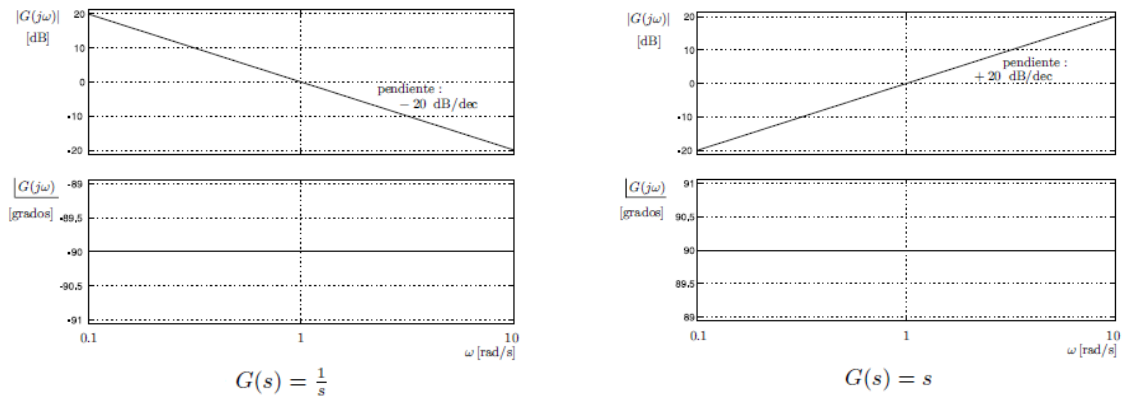 |G(jω)|
[dB]
20
10
0
-10
-20
pendiente :
− 20 dB/dec
G(jω)
[grados]
-89
-89,5
-90
-90.5
-91
0.1
1
10
ω [rad/s]
G(s) = 1/s
|G(jω)|
[dB]
20
10
0
-10
-20
pendiente :
+ 20 dB/dec
G(jω)
[grados]
91
90,5
90
89.5
89
0.1
1
10
ω [rad/s]
G(s) = s